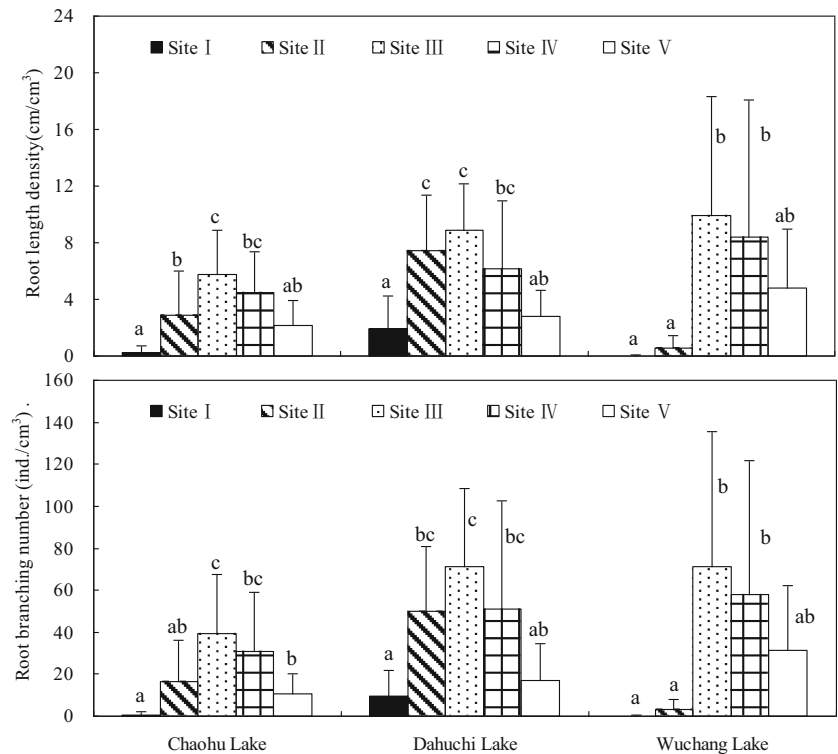 24
20
16
12
8
4
0
Root length density(cm/cm³)
Site Ⅰ Site Ⅱ Site Ⅲ Site Ⅳ Site Ⅴ
a b c bc ab
a c c bc ab
a a b b ab
160
140
120
100
80
60
40
20
0
Root branching number (ind./cm³) .
Site Ⅰ Site Ⅱ Site Ⅲ Site Ⅳ Site Ⅴ
a ab c bc b
a bc c bc ab
a a b b ab
Chaohu Lake Dahuchi Lake Wuchang Lake